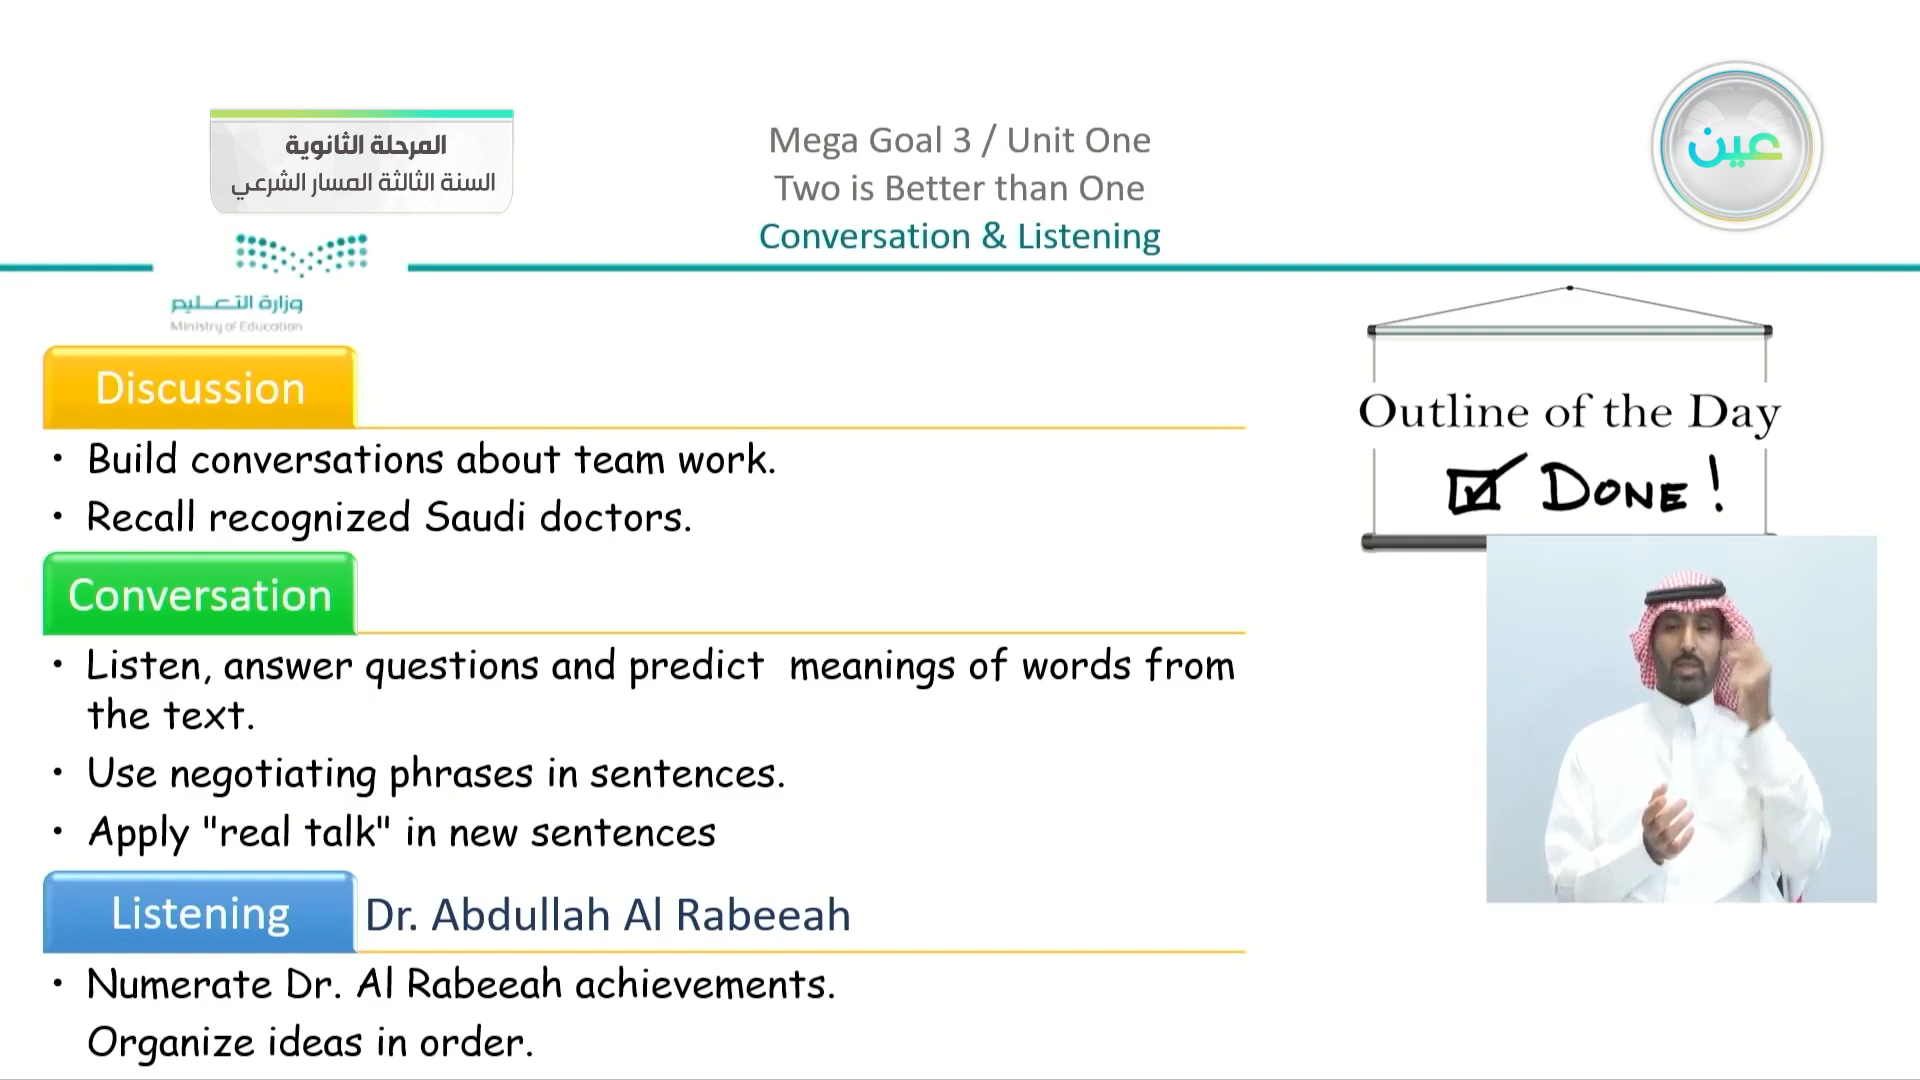 المرحلة الثانوية
السنة الثالثة المسار الشرعي
Mega Goal 3 / Unit One
Two is Better than One
Conversation & Listening
عين
وزارة التعليم
Ministry of Education
Outline of the Day
Done!
Discussion
• Build conversations about team work.
• Recall recognized Saudi doctors.
Conversation
• Listen, answer questions and predict meanings of words from
the text.
• Use negotiating phrases in sentences.
• Apply "real talk" in new sentences
Listening Dr. Abdullah Al Rabeeah
• Numerate Dr. Al Rabeeah achievements.
Organize ideas in order.